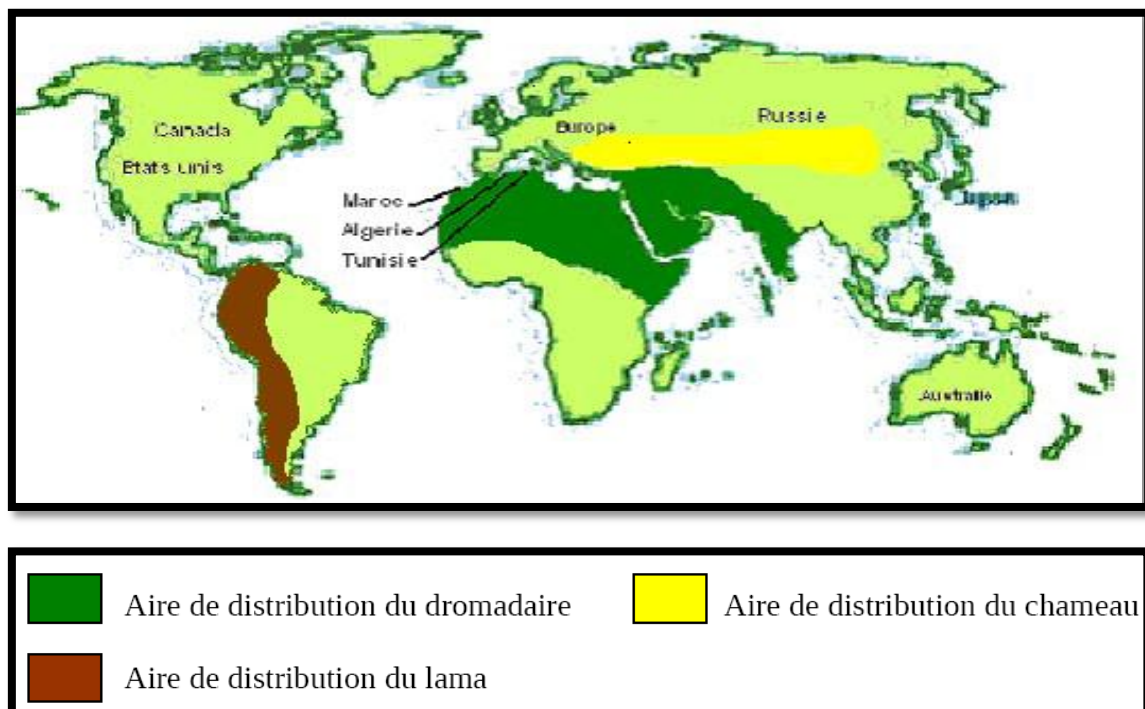 Canada
Etats unis
Europe
Russie
Maroc
Algerie
Tunisie
Japon
Australie
Aire de distribution du dromadaire
Aire de distribution du chameau
Aire de distribution du lama